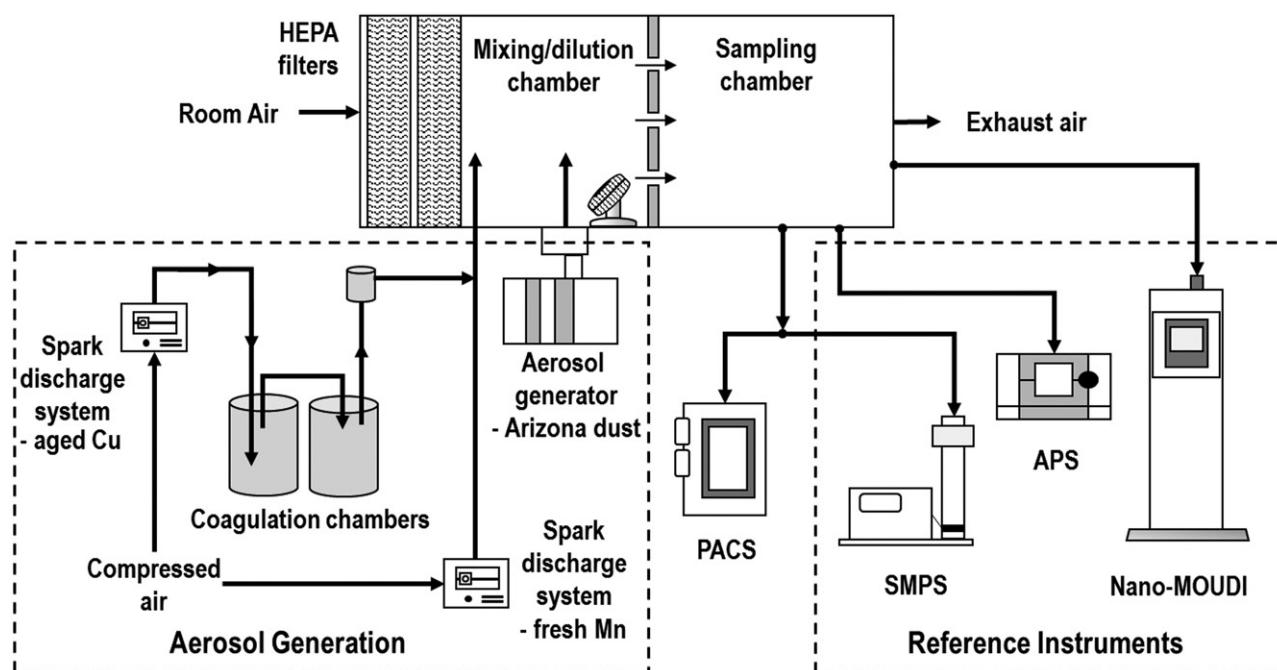 HEPA
filters
Mixing/dilution
chamber
Sampling
chamber
Room Air
Exhaust air
Spark
discharge
system
- aged Cu
Aerosol
generator
- Arizona dust
Coagulation chambers
Compressed
air
Spark
discharge
system
- fresh Mn
Aerosol Generation
PACS
SMPS
APS
Nano-MOUDI
Reference Instruments